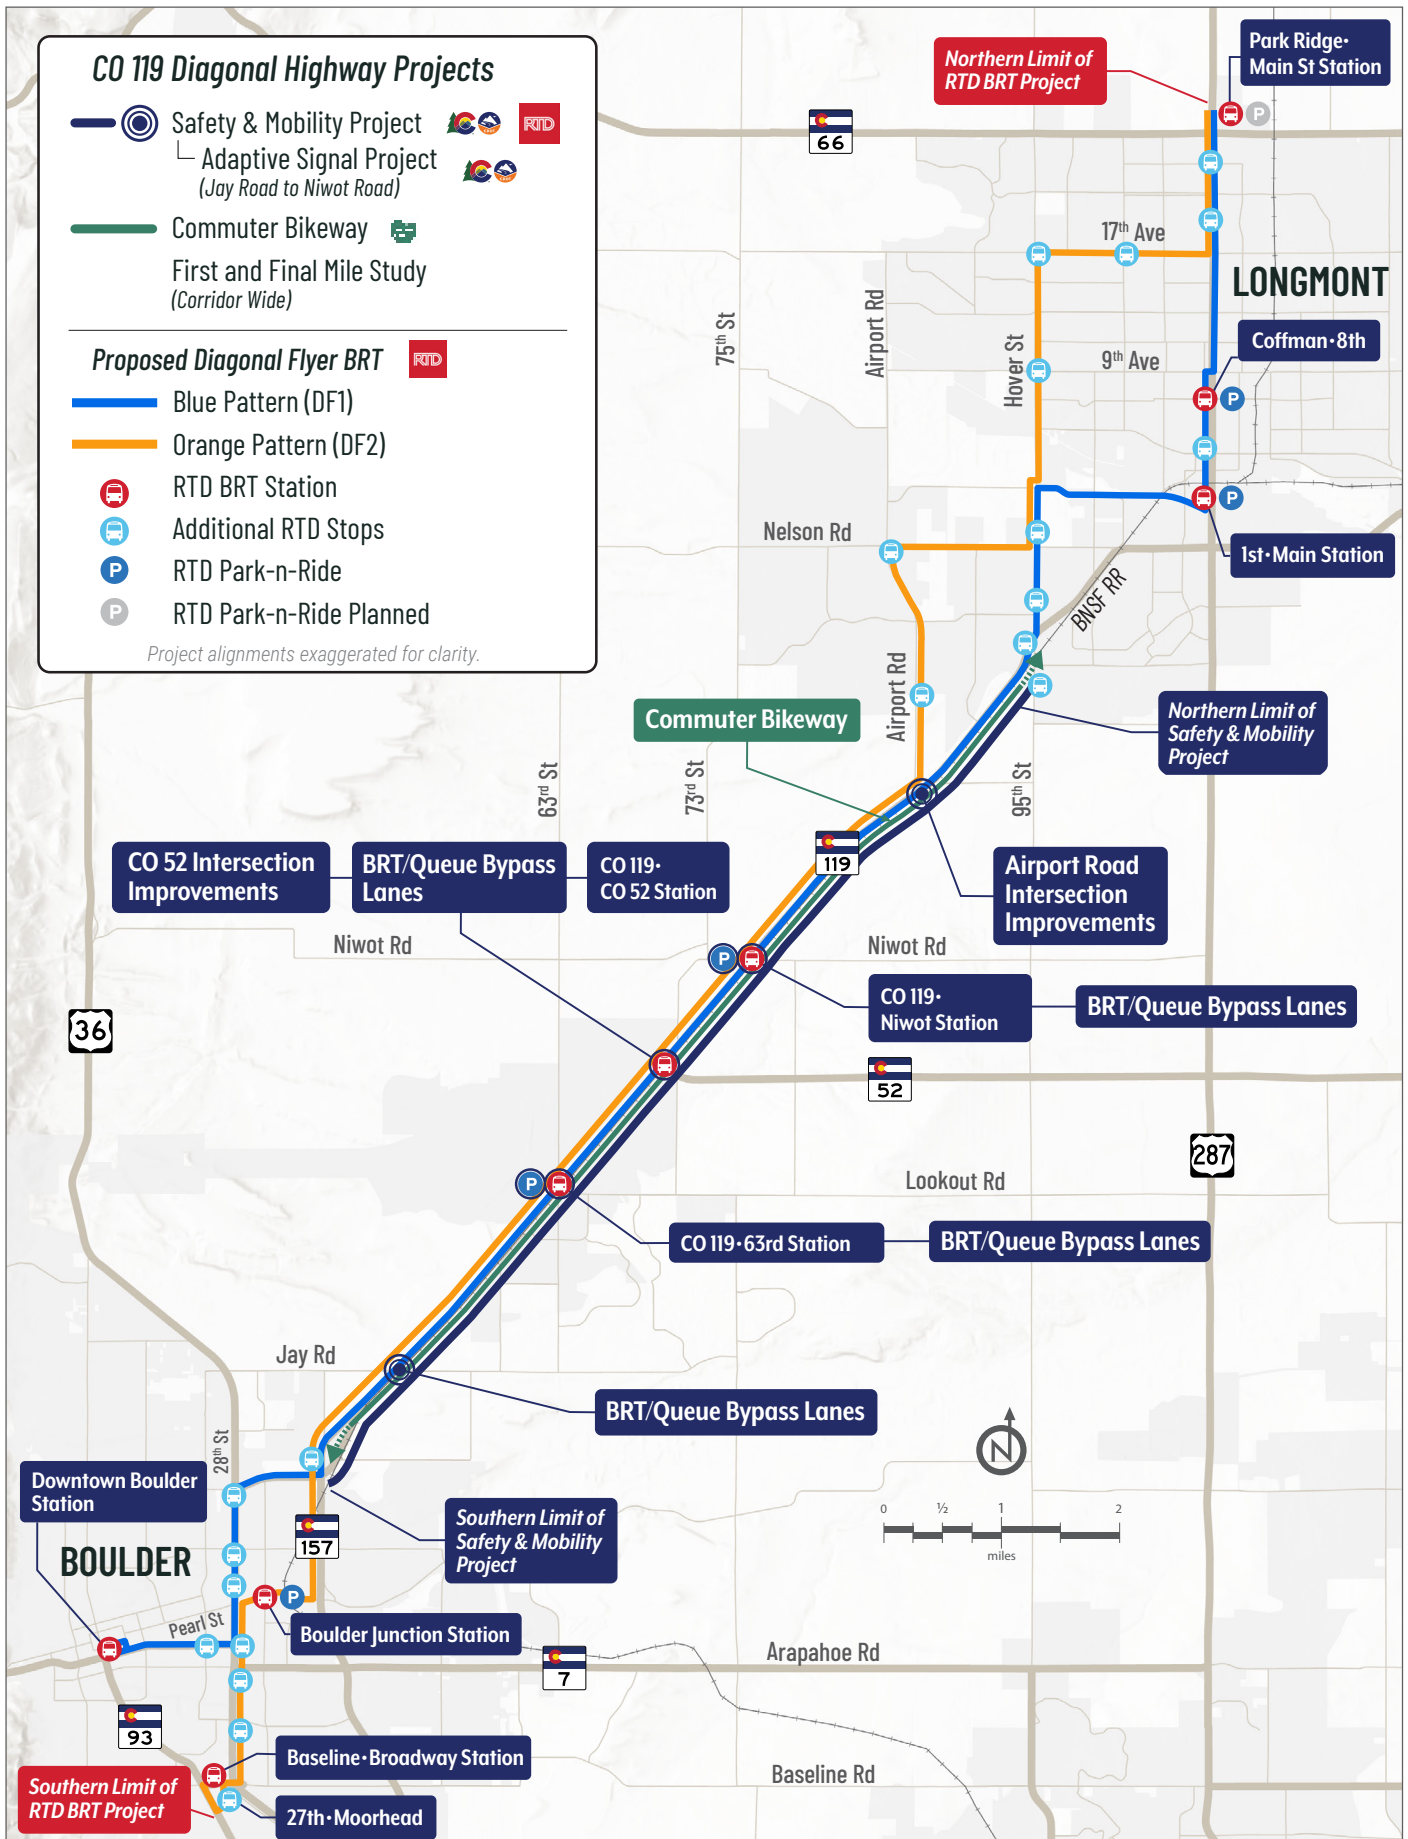 CO 119 Diagonal Highway Projects
Safety & Mobility Project
RTD
Adaptive Signal Project
(Jay Road to Niwot Road)
Commuter Bikeway
First and Final Mile Study
(Corridor Wide)
Proposed Diagonal Flyer BRT
RTD
Blue Pattern (DF1)
Orange Pattern (DF2)
RTD BRT Station
Additional RTD Stops
P
RTD Park-n-Ride
P
RTD Park-n-Ride Planned
Project alignments exaggerated for clarity.
Northern Limit of
RTD BRT Project
Park Ridge•
Main St Station
P
66
17th Ave
LONGMONT
Airport Rd
75th St
Hover St
9th Ave
Coffman•8th
P
P
Nelson Rd
1st•Main Station
BNSF RR
Airport Rd
Commuter Bikeway
Northern Limit of
Safety & Mobility
Project
63rd St
73rd St
95th St
CO 52 Intersection
Improvements
BRT/Queue Bypass
Lanes
CO 119•
CO 52 Station
119
Airport Road
Intersection
Improvements
Niwot Rd
Niwot Rd
P
CO 119•
Niwot Station
BRT/Queue Bypass Lanes
36
52
287
Lookout Rd
P
CO 119•63rd Station
BRT/Queue Bypass Lanes
Jay Rd
BRT/Queue Bypass Lanes
28th St
N
Downtown Boulder
Station
0 ½ 1 2
miles
Southern Limit of
Safety & Mobility
Project
157
BOULDER
P
Pearl St
Boulder Junction Station
Arapahoe Rd
7
93
Baseline•Broadway Station
Baseline Rd
Southern Limit of
RTD BRT Project
27th•Moorhead